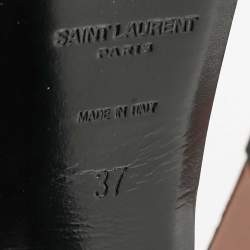 SAINT LAURENT
PARIS
MADE IN ITALY
37